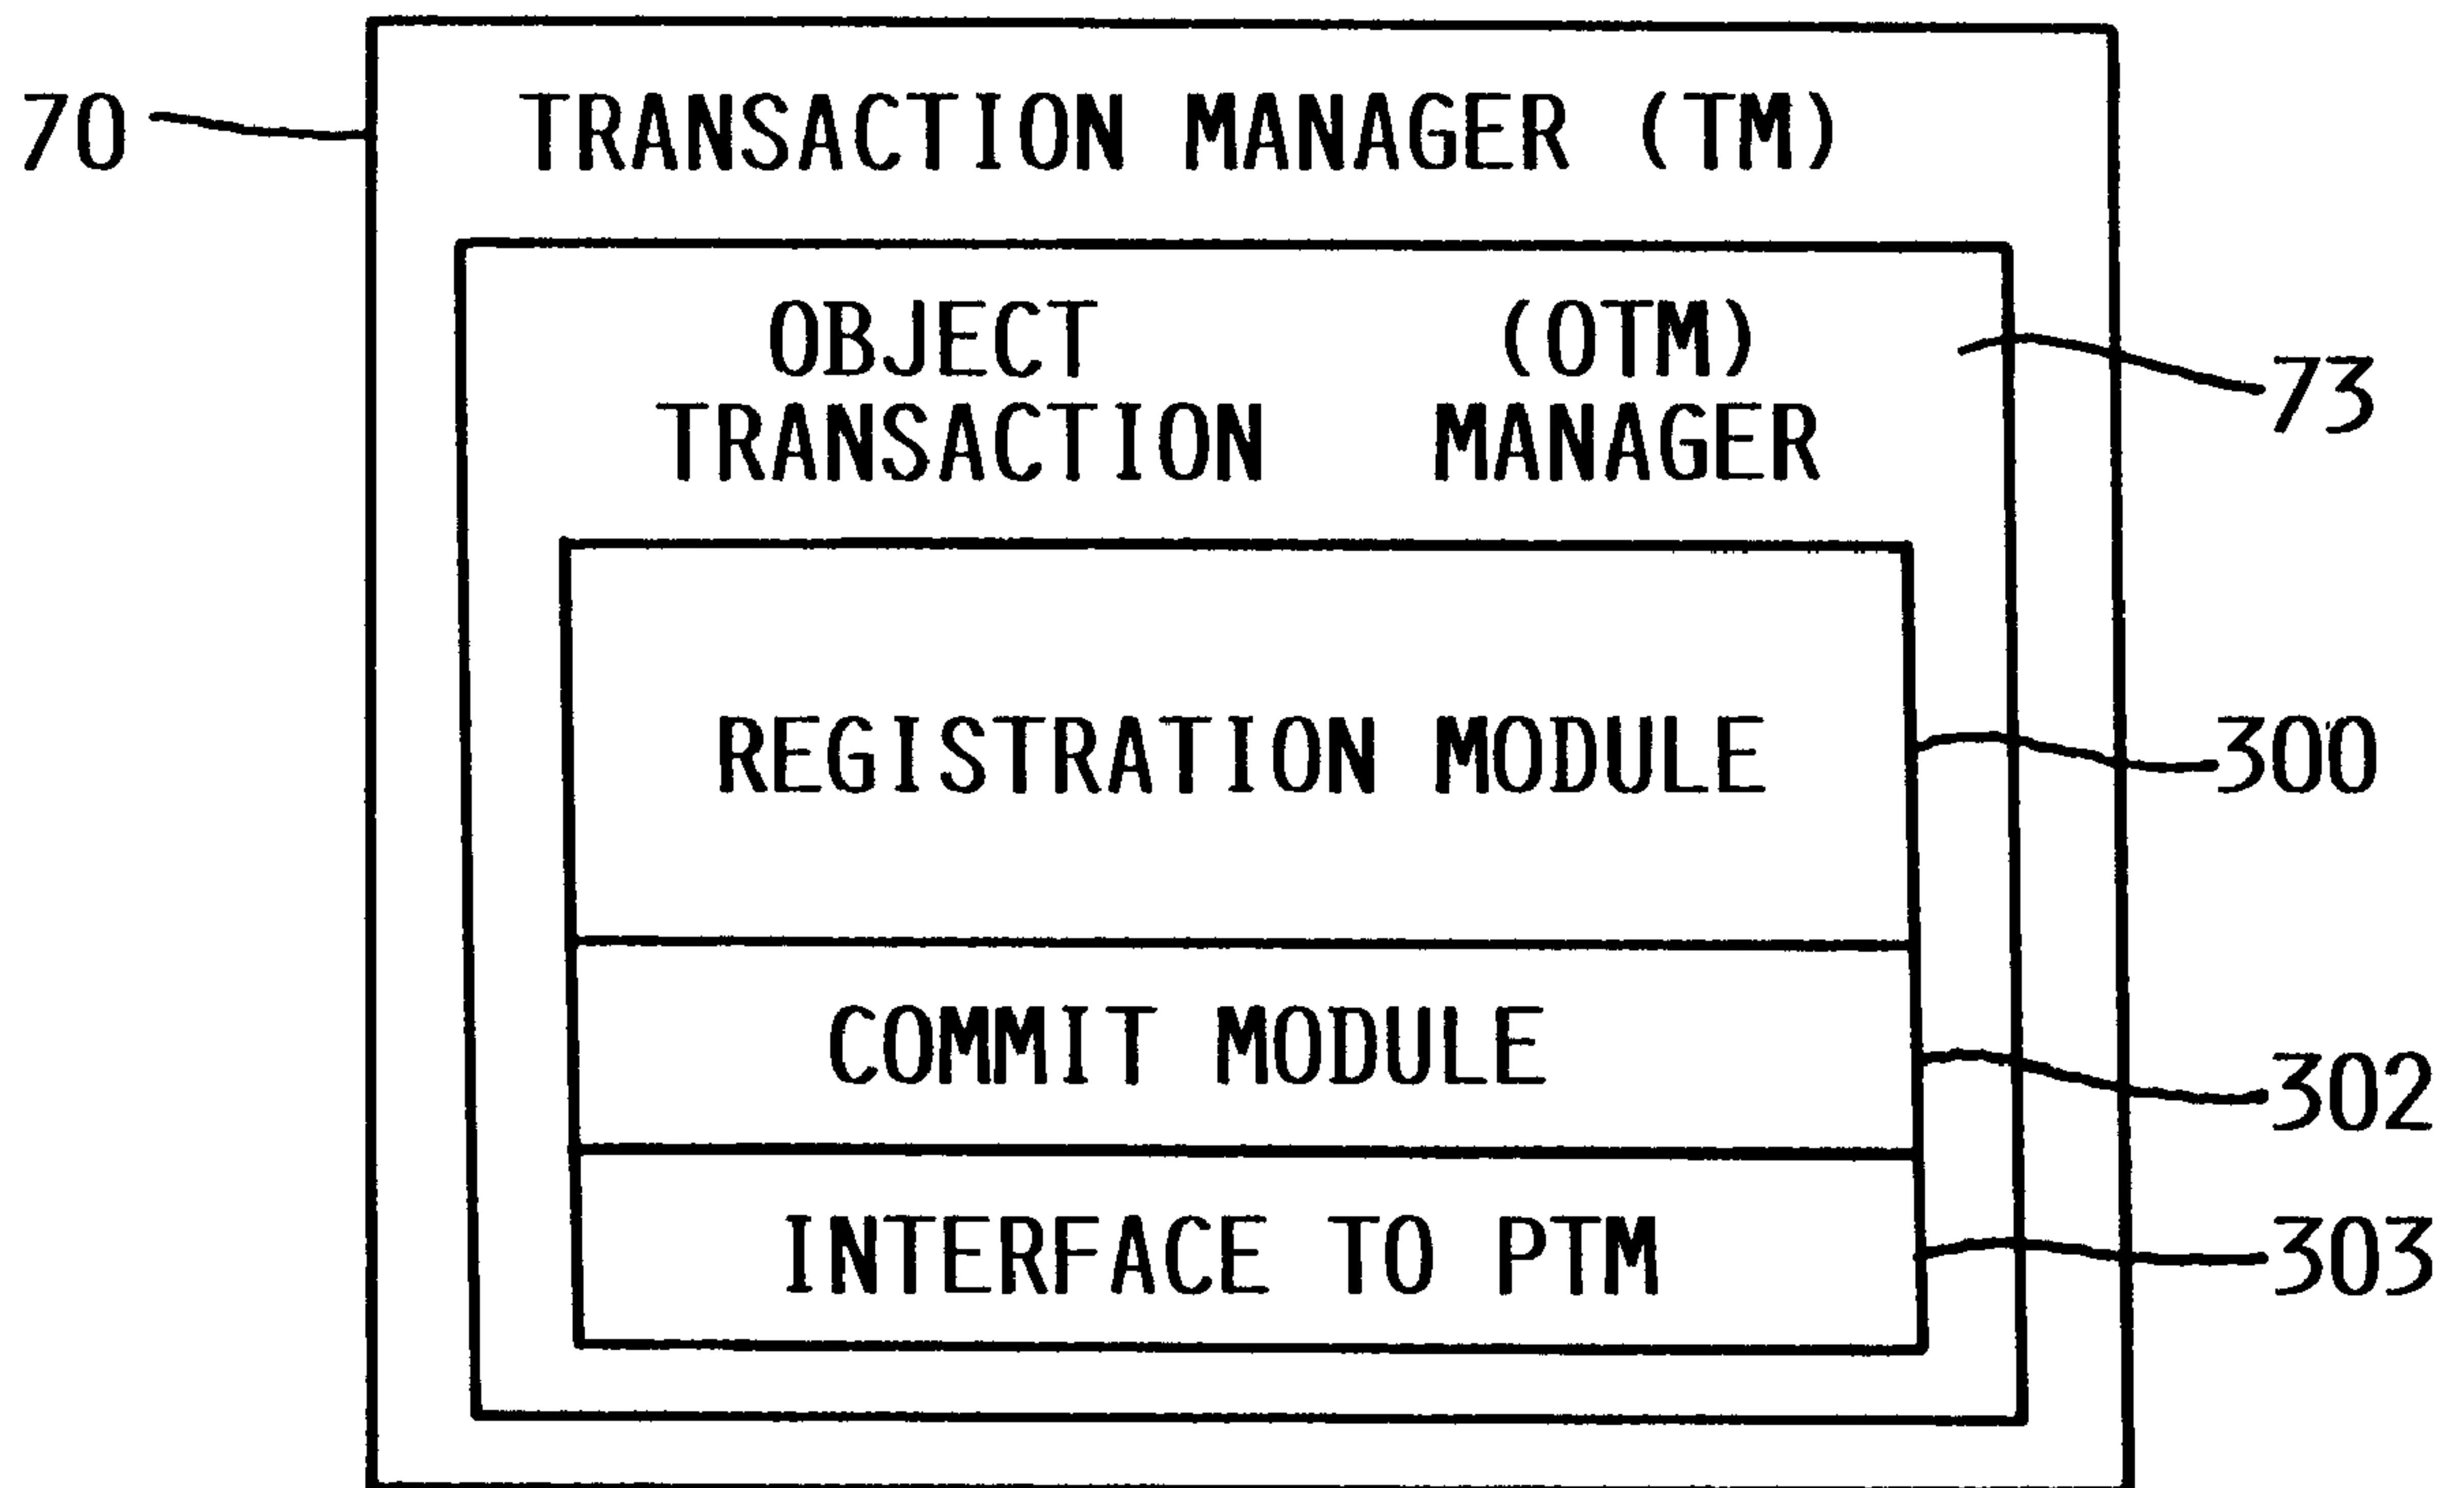 70 TRANSACTION MANAGER (TM)
OBJECT (OTM)
TRANSACTION MANAGER
73
REGISTRATION MODULE 300
COMMIT MODULE 302
INTERFACE TO PTM 303